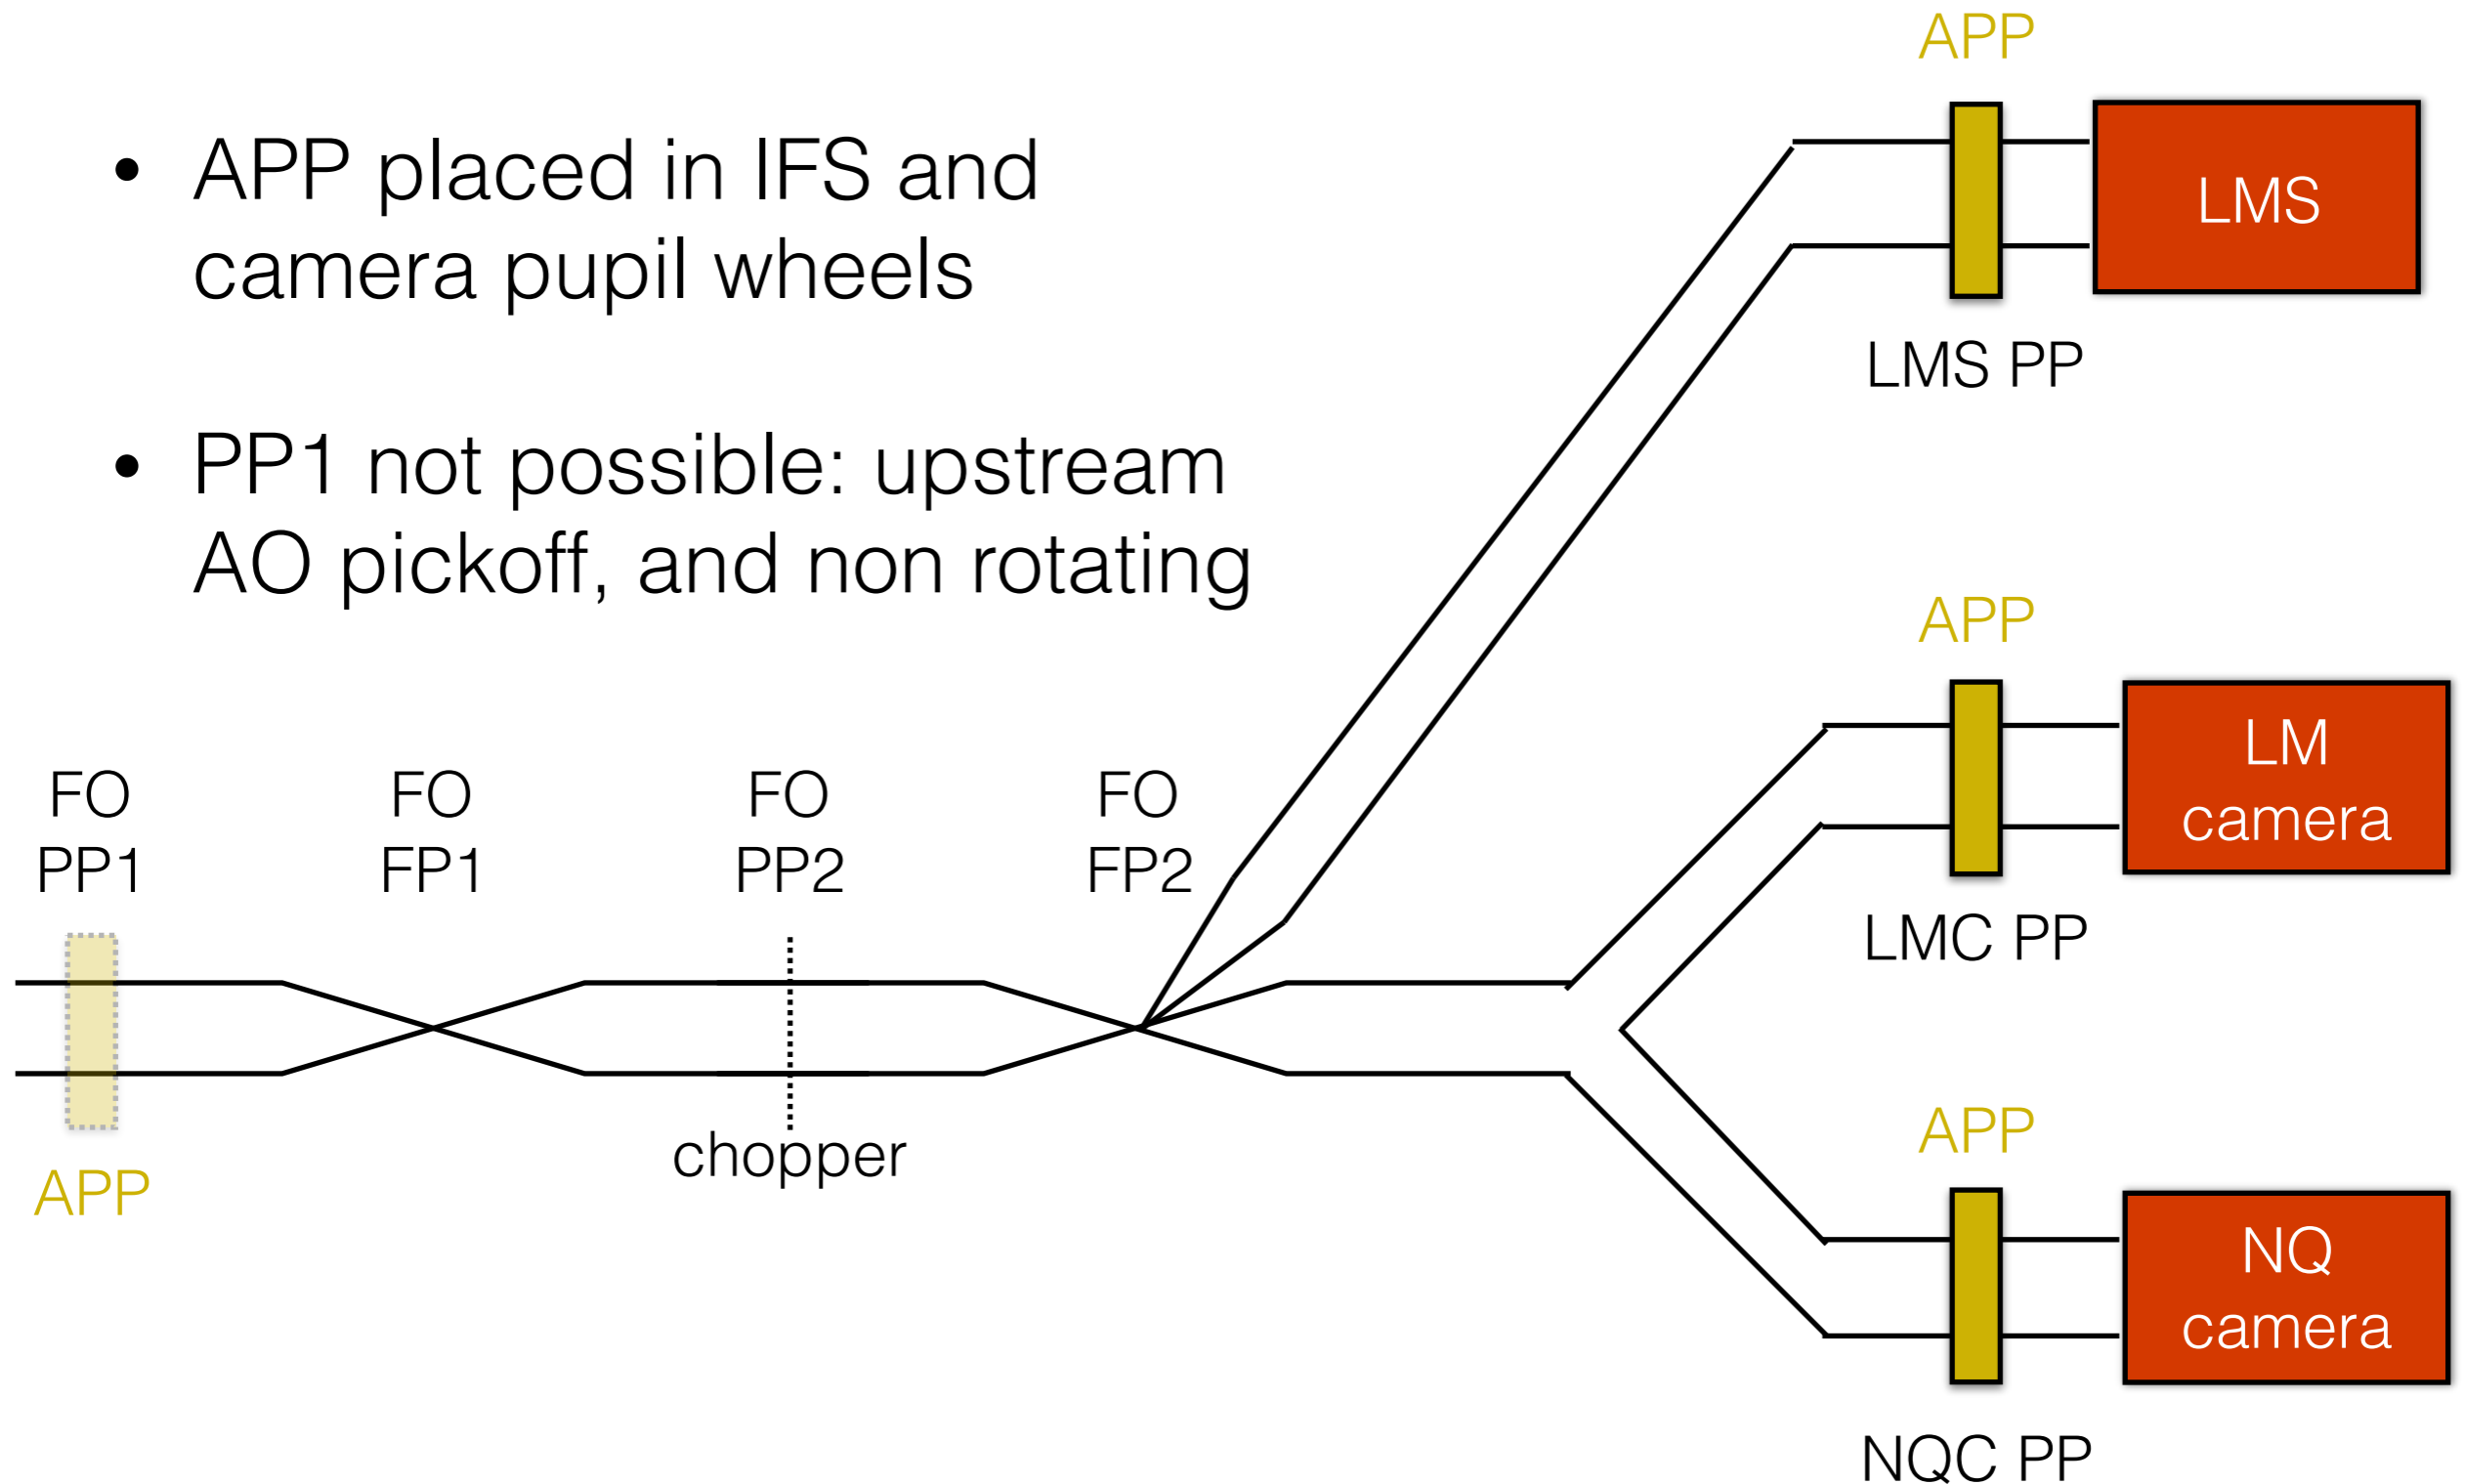 • APP placed in IFS and
camera pupil wheels
• PP1 not possible: upstream
AO pickoff, and non rotating
APP
LMS
LMS PP
APP
LM
camera
LMC PP
FO
PP1
FO
FP1
FO
PP2
FO
FP2
chopper
APP
APP
NQ
camera
NQC PP